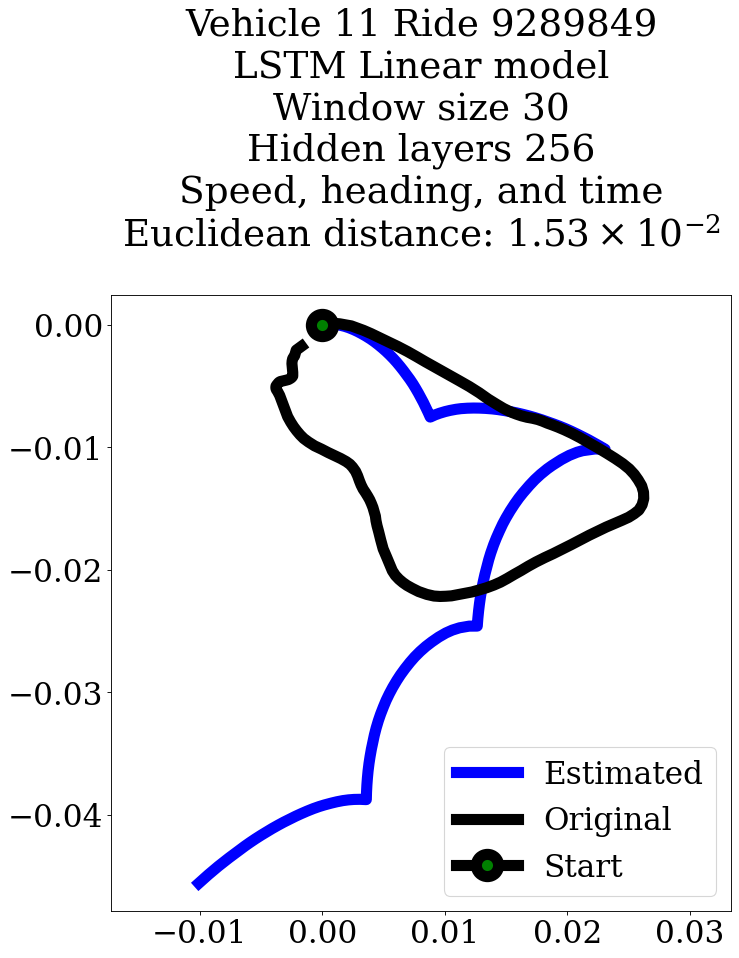 Vehicle 11 Ride 9289849
LSTM Linear model
Window size 30
Hidden layers 256
Speed, heading, and time
Euclidean distance: 1.53 × 10⁻²
0.00
−0.01
−0.02
−0.03
−0.04
Estimated
Original
Start
−0.01 0.00 0.01 0.02 0.03